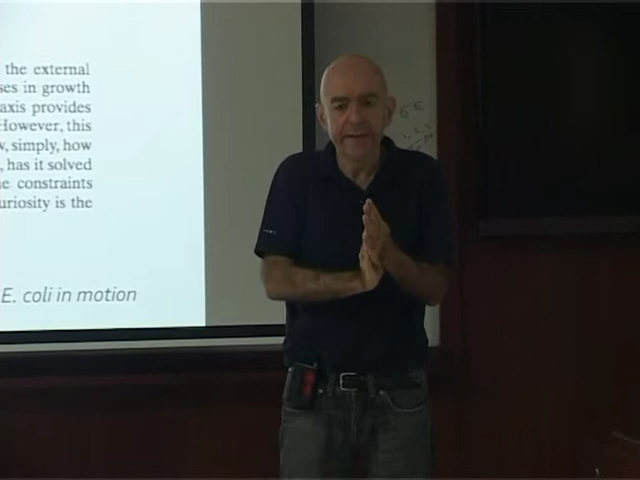 the external
ses in growth
axis provides
However, this
w, simply, how
, has it solved
e constraints
uriosity is the
E. coli in motion
6 E